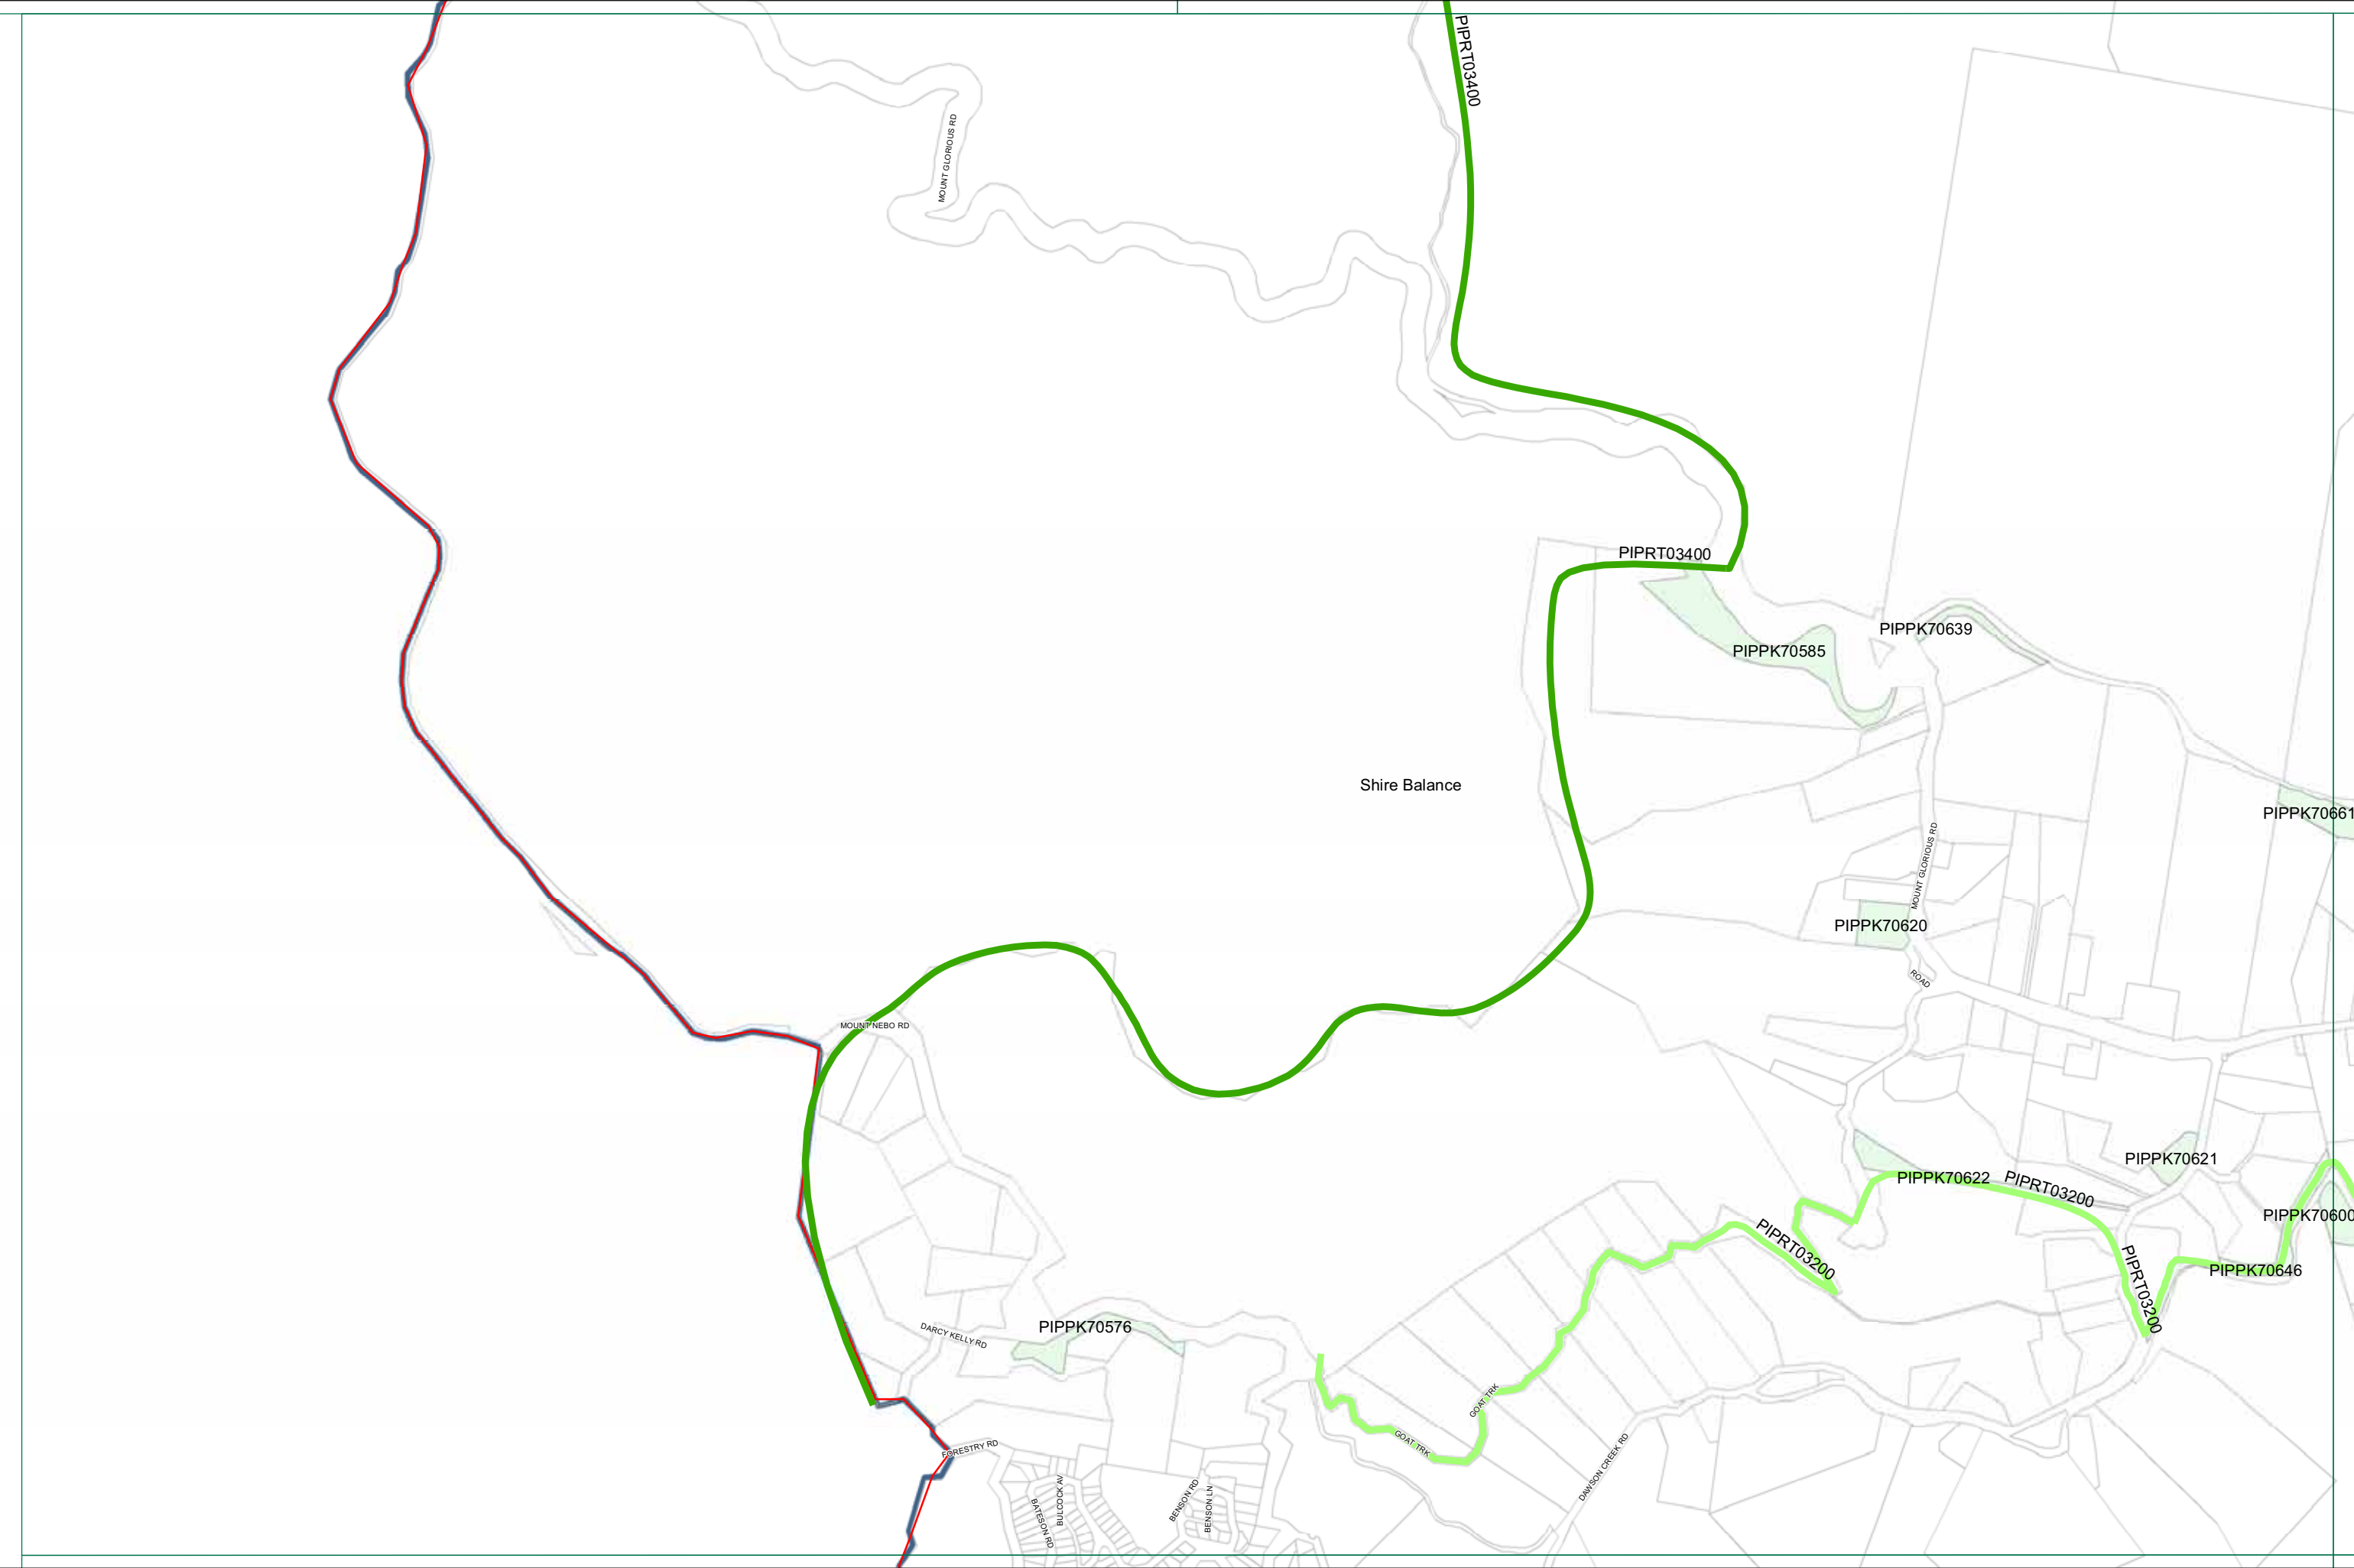 PIPRT03400
MOUNT GLORIOUS RD
PIPRT03400
PIPPK70639
PIPPK70585
Shire Balance
PIPPK70661
MOUNT GLORIOUS RD
PIPPK70620
ROAD
MOUNT NEBO RD
PIPPK70621
PIPPK70622
PIPRT03200
PIPPK70600
PIPRT03200
PIPPK70646
PIPRT03200
PIPPK70576
DARCY KELLY RD
GOAT TRK
GOAT TRK
FORESTRY RD
DAWSON CREEK RD
BULCOCK AV
BATESON RD
BENSON RD
BENSON LN